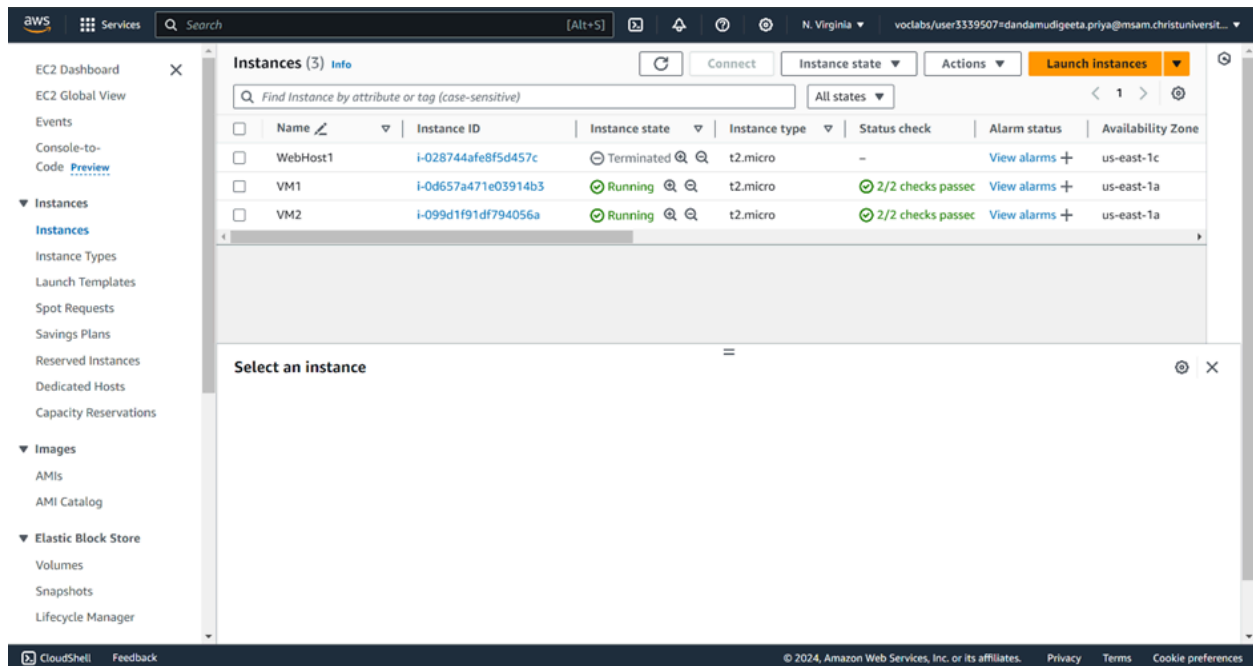 aws Services Search [Alt+S] N. Virginia voclabs/user3339507=dandamudigeeta.priya@msam.christuniversit...
EC2 Dashboard
EC2 Global View
Events
Console-to-
Code Preview
Instances
Instances
Instance Types
Launch Templates
Spot Requests
Savings Plans
Reserved Instances
Dedicated Hosts
Capacity Reservations
Images
AMIs
AMI Catalog
Elastic Block Store
Volumes
Snapshots
Lifecycle Manager
Instances (3) Info Connect Instance state Actions Launch instances
Find Instance by attribute or tag (case-sensitive) All states 1
Name Instance ID Instance state Instance type Status check Alarm status Availability Zone
WebHost1 i-028744afe8f5d457c Terminated t2.micro – View alarms + us-east-1c
VM1 i-0d657a471e03914b3 Running t2.micro 2/2 checks passec View alarms + us-east-1a
VM2 i-099d1f91df794056a Running t2.micro 2/2 checks passec View alarms + us-east-1a
Select an instance
CloudShell Feedback © 2024, Amazon Web Services, Inc. or its affiliates. Privacy Terms Cookie preferences